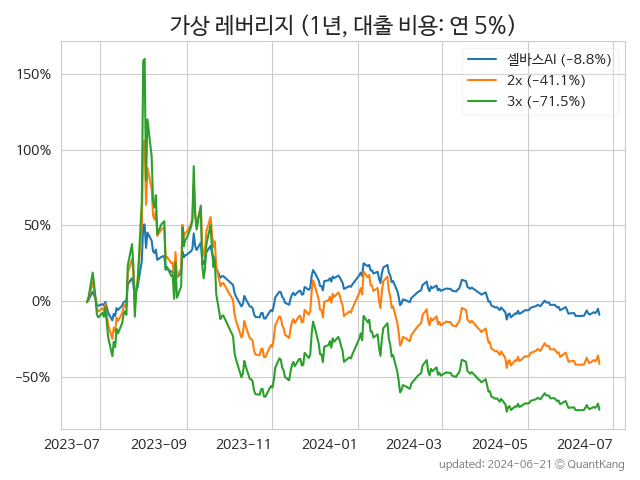 가상 레버리지 (1년, 대출 비용: 연 5%)
셀바스AI (−8.8%)
2x (−41.1%)
3x (−71.5%)
150%
100%
50%
0%
−50%
2023-07 2023-09 2023-11 2024-01 2024-03 2024-05 2024-07
updated: 2024-06-21 © QuantKang